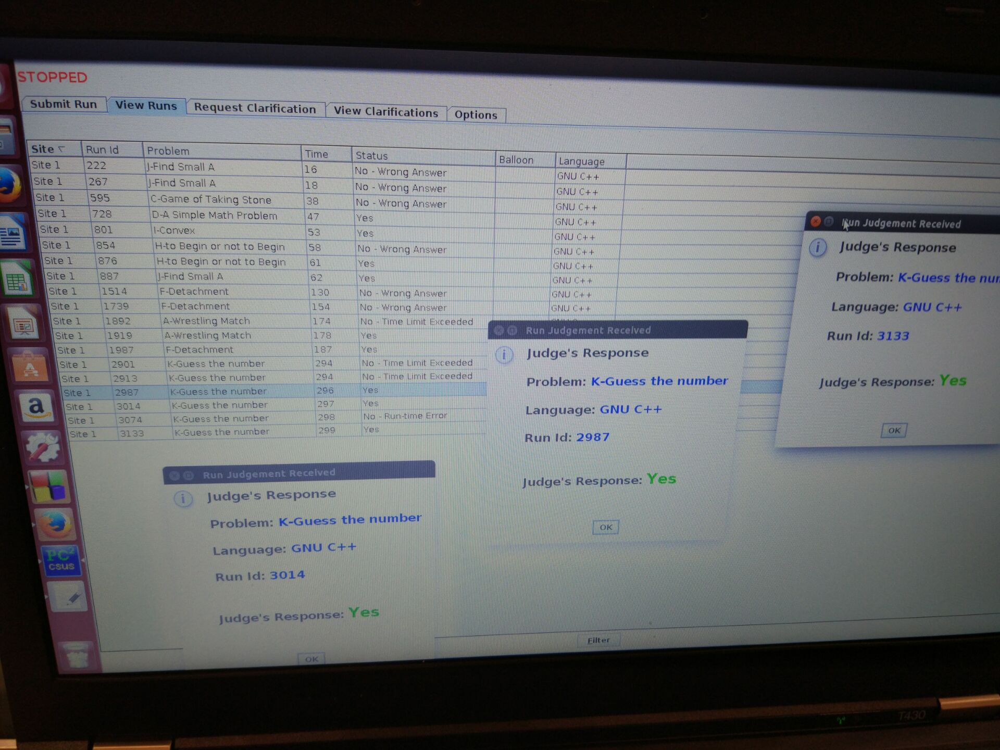 STOPPED
Submit Run View Runs Request Clarification View Clarifications Options
Site Run Id Problem Time Status Balloon Language
Site 1 222 J-Find Small A 16 No - Wrong Answer GNU C++
Site 1 267 J-Find Small A 18 No - Wrong Answer GNU C++
Site 1 595 C-Game of Taking Stone 38 No - Wrong Answer GNU C++
Site 1 728 D-A Simple Math Problem 47 Yes GNU C++
Site 1 801 I-Convex 53 Yes GNU C++
Site 1 854 H-to Begin or not to Begin 58 No - Wrong Answer GNU C++
Site 1 876 H-to Begin or not to Begin 61 Yes GNU C++
Site 1 887 J-Find Small A 62 Yes GNU C++
Site 1 1514 F-Detachment 130 No - Wrong Answer GNU C++
Site 1 1739 F-Detachment 154 No - Wrong Answer GNU C++
Site 1 1892 A-Wrestling Match 174 No - Time Limit Exceeded
Site 1 1919 A-Wrestling Match 178 Yes
Site 1 1987 F-Detachment 187 Yes
Site 1 2901 K-Guess the number 294 No - Time Limit Exceeded
Site 1 2913 K-Guess the number 294 No - Time Limit Exceeded
Site 1 2987 K-Guess the number 296 Yes
Site 1 3014 K-Guess the number 297 Yes
Site 1 3074 K-Guess the number 298 No - Run-time Error
Site 1 3133 K-Guess the number 299 Yes
Run Judgement Received
Judge's Response
Problem: K-Guess the num
Language: GNU C++
Run Id: 3133
Judge's Response: Yes
OK
Run Judgement Received
Judge's Response
Problem: K-Guess the number
Language: GNU C++
Run Id: 2987
Judge's Response: Yes
OK
Run Judgement Received
Judge's Response
Problem: K-Guess the number
Language: GNU C++
Run Id: 3014
Judge's Response: Yes
OK
Filter
PC²
CSUS
T430